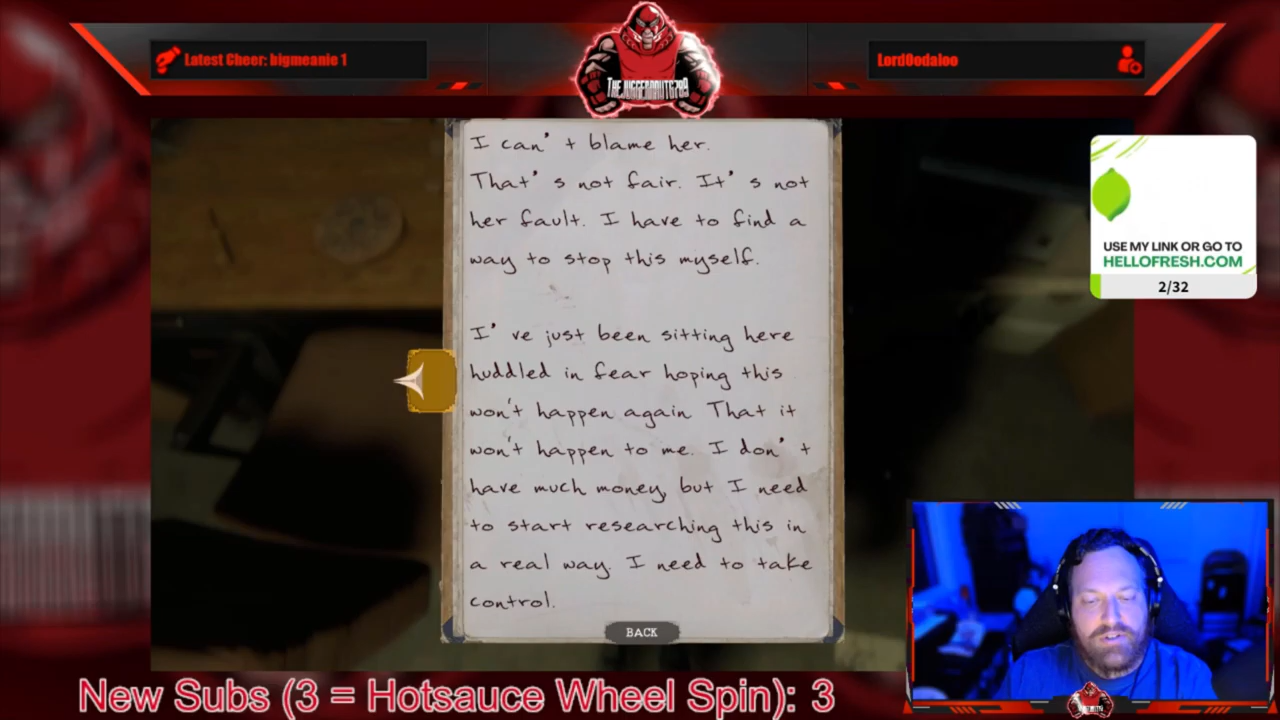 Latest Cheer: bigmeanie 1
LordOodaloo
THEJUGGERNAUT6789
I can't blame her.
That's not fair. It's not
her fault. I have to find a
way to stop this myself.
I've just been sitting here
huddled in fear hoping this
won't happen again That it
won't happen to me. I don't
have much money, but I need
to start researching this in
a real way. I need to take
control.
BACK
USE MY LINK OR GO TO
HELLOFRESH.COM
2/32
New Subs (3 = Hotsauce Wheel Spin): 3